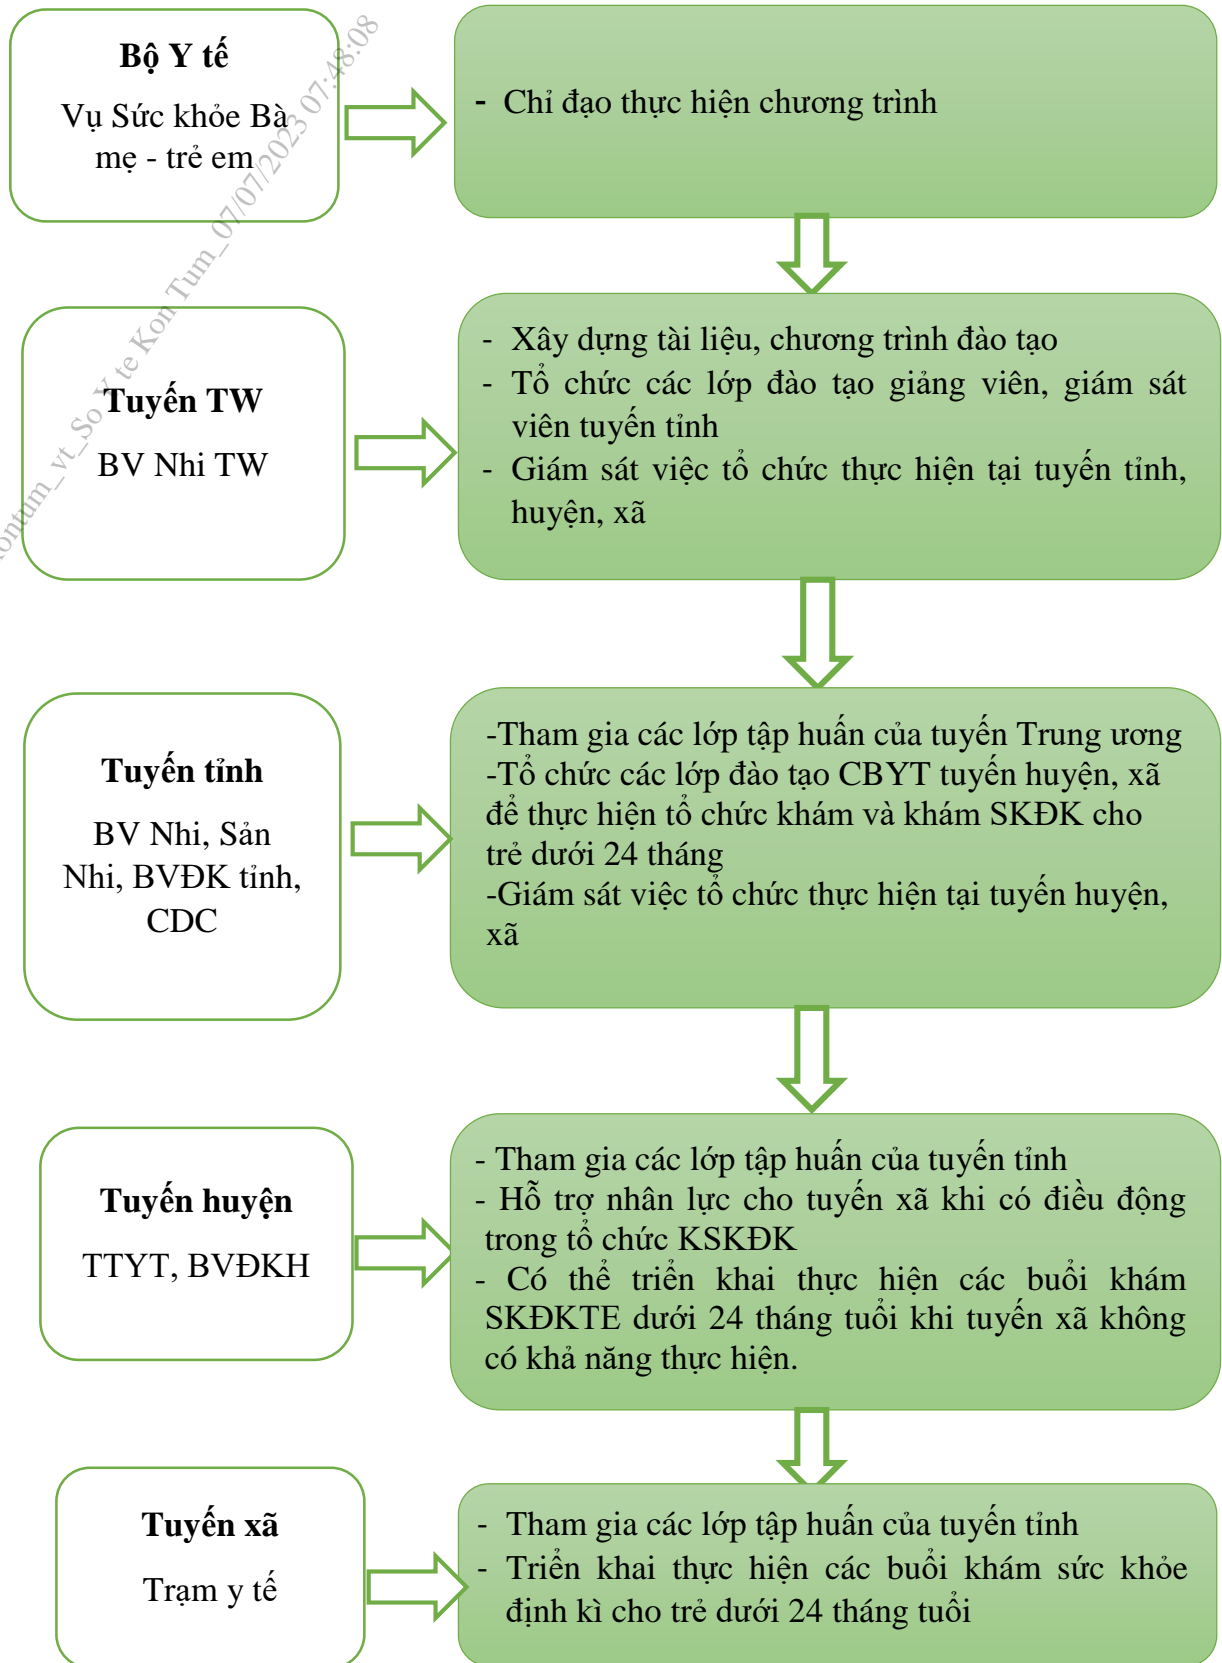 Bộ Y tế
Vụ Sức khỏe Bà
mẹ - trẻ em
- Chỉ đạo thực hiện chương trình
Tuyến TW
BV Nhi TW
- Xây dựng tài liệu, chương trình đào tạo
- Tổ chức các lớp đào tạo giảng viên, giám sát
viên tuyến tỉnh
- Giám sát việc tổ chức thực hiện tại tuyến tỉnh,
huyện, xã
Tuyến tỉnh
BV Nhi, Sản
Nhi, BVĐK tỉnh,
CDC
-Tham gia các lớp tập huấn của tuyến Trung ương
-Tổ chức các lớp đào tạo CBYT tuyến huyện, xã
để thực hiện tổ chức khám và khám SKĐK cho
trẻ dưới 24 tháng
-Giám sát việc tổ chức thực hiện tại tuyến huyện,
xã
Tuyến huyện
TTYT, BVĐKH
- Tham gia các lớp tập huấn của tuyến tỉnh
- Hỗ trợ nhân lực cho tuyến xã khi có điều động
trong tổ chức KSKĐK
- Có thể triển khai thực hiện các buổi khám
SKĐKTE dưới 24 tháng tuổi khi tuyến xã không
có khả năng thực hiện.
Tuyến xã
Trạm y tế
- Tham gia các lớp tập huấn của tuyến tỉnh
- Triển khai thực hiện các buổi khám sức khỏe
định kì cho trẻ dưới 24 tháng tuổi
ontum_vt_So Y te Kon Tum_07/07/2023 07:48:08